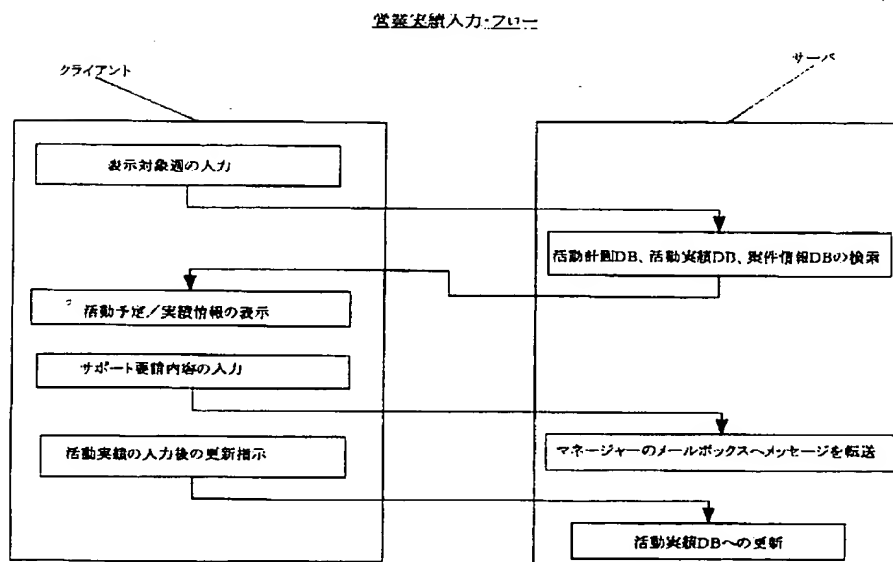 営業実績入力・フロー
クライアント
サーバ
表示対象週の入力
活動計画DB、活動実績DB、案件情報DBの検索
活動予定／実績情報の表示
サポート要請内容の入力
活動実績の入力後の更新指示
マネージャーのメールボックスへメッセージを転送
活動実績DBへの更新